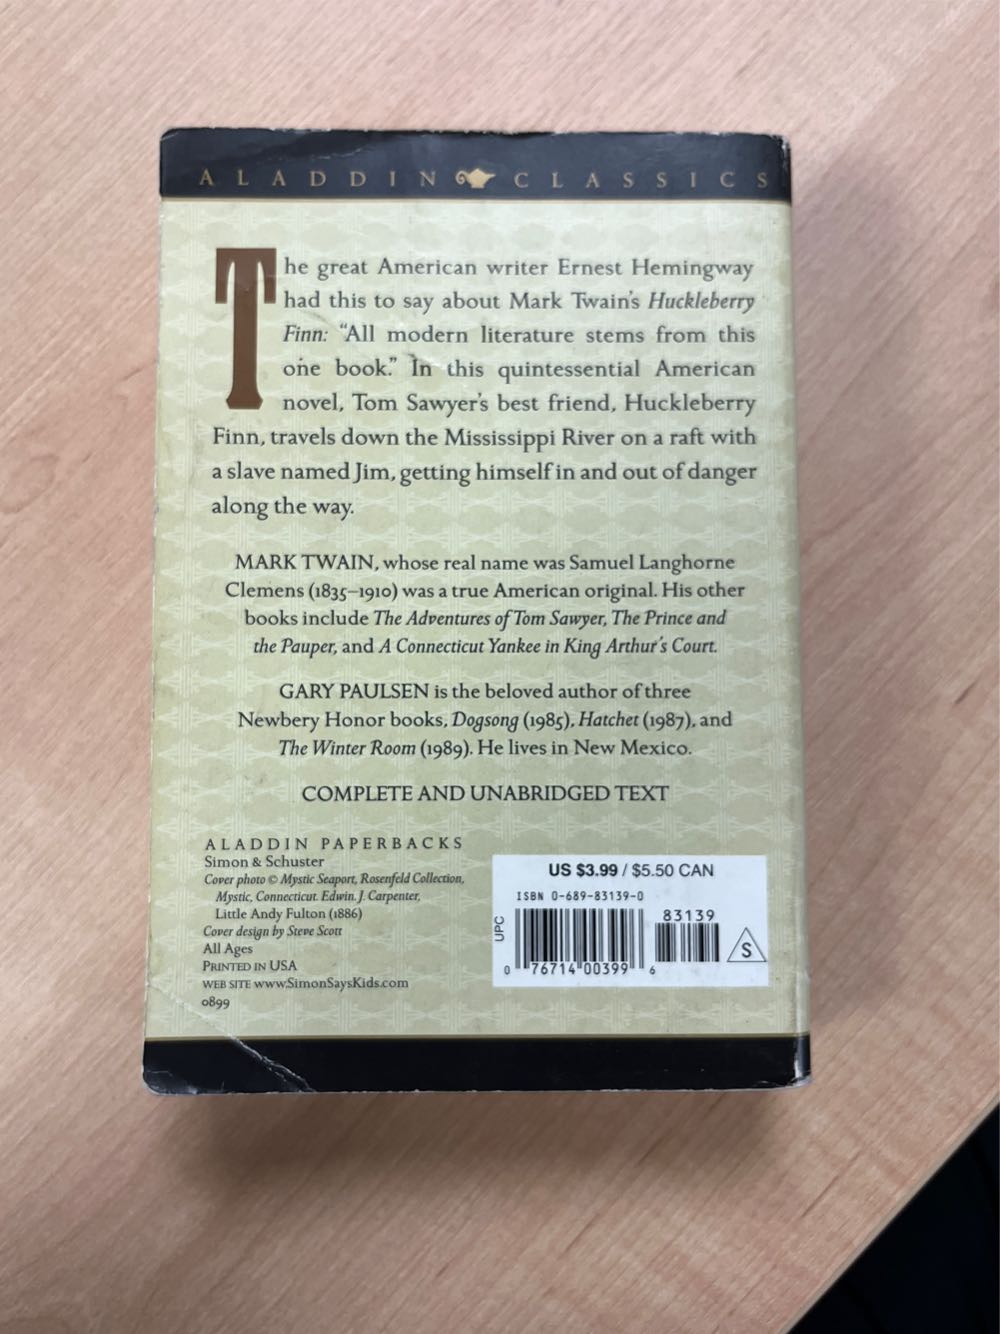 ALADDIN CLASSICS
The great American writer Ernest Hemingway
had this to say about Mark Twain's Huckleberry
Finn: “All modern literature stems from this
one book.” In this quintessential American
novel, Tom Sawyer's best friend, Huckleberry
Finn, travels down the Mississippi River on a raft with
a slave named Jim, getting himself in and out of danger
along the way.
MARK TWAIN, whose real name was Samuel Langhorne
Clemens (1835–1910) was a true American original. His other
books include The Adventures of Tom Sawyer, The Prince and
the Pauper, and A Connecticut Yankee in King Arthur's Court.
GARY PAULSEN is the beloved author of three
Newbery Honor books, Dogsong (1985), Hatchet (1987), and
The Winter Room (1989). He lives in New Mexico.
COMPLETE AND UNABRIDGED TEXT
ALADDIN PAPERBACKS
Simon & Schuster
Cover photo © Mystic Seaport, Rosenfeld Collection,
Mystic, Connecticut. Edwin. J. Carpenter,
Little Andy Fulton (1886)
Cover design by Steve Scott
All Ages
PRINTED IN USA
WEB SITE www.SimonSaysKids.com
0899
US $3.99 / $5.50 CAN
ISBN 0-689-83139-0
83139
UPC
S
0 76714 00399 6